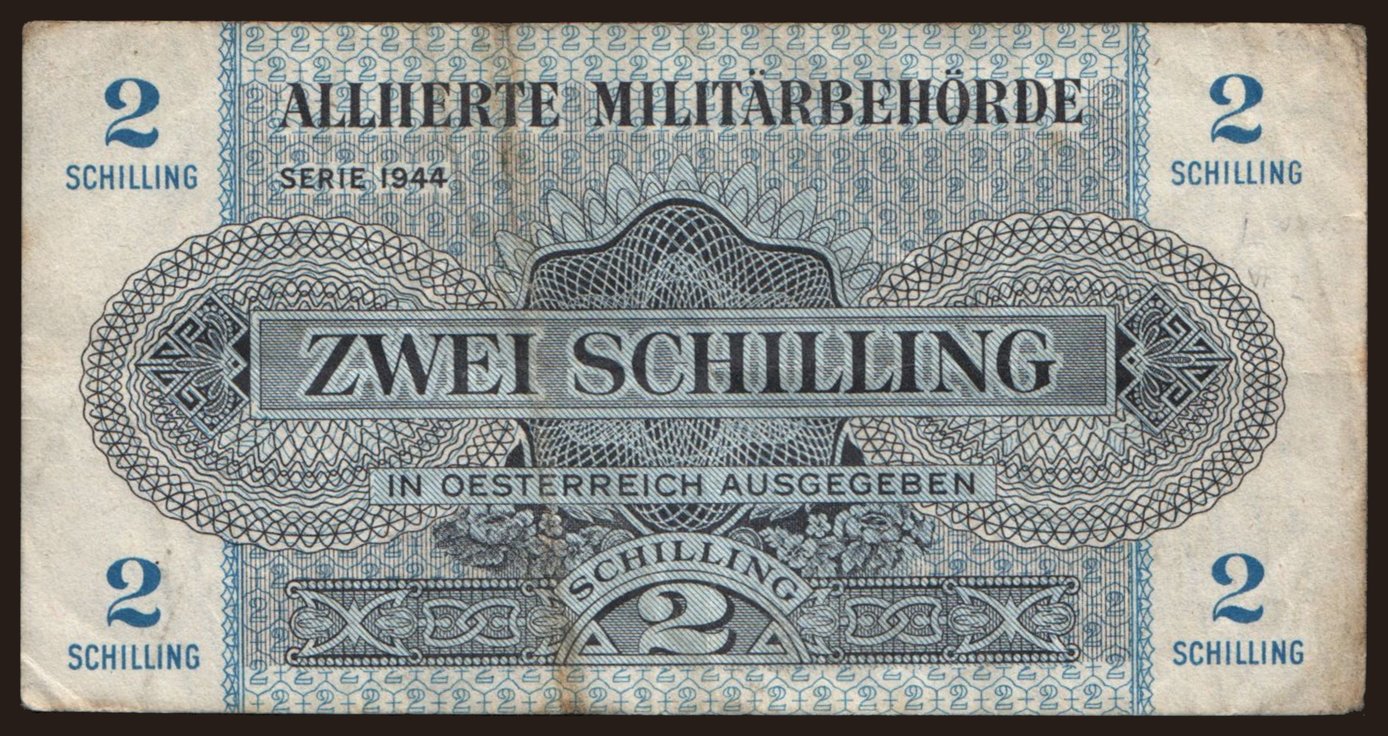 2 SCHILLING
ALLIIERTE MILITÄRBEHÖRDE
2 SCHILLING
SERIE 1944
ZWEI SCHILLING
IN OESTERREICH AUSGEGEBEN
2 SCHILLING
SCHILLING
2
2 SCHILLING